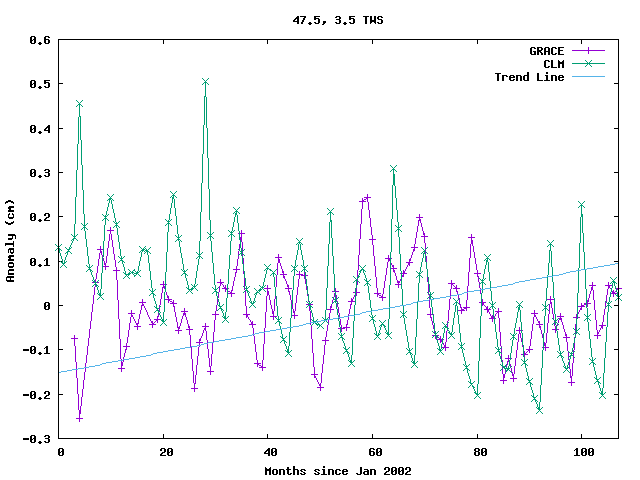 47.5, 3.5 TWS
GRACE
CLM
Trend Line
Anomaly (cm)
0.6
0.5
0.4
0.3
0.2
0.1
0
-0.1
-0.2
-0.3
0 20 40 60 80 100
Months since Jan 2002